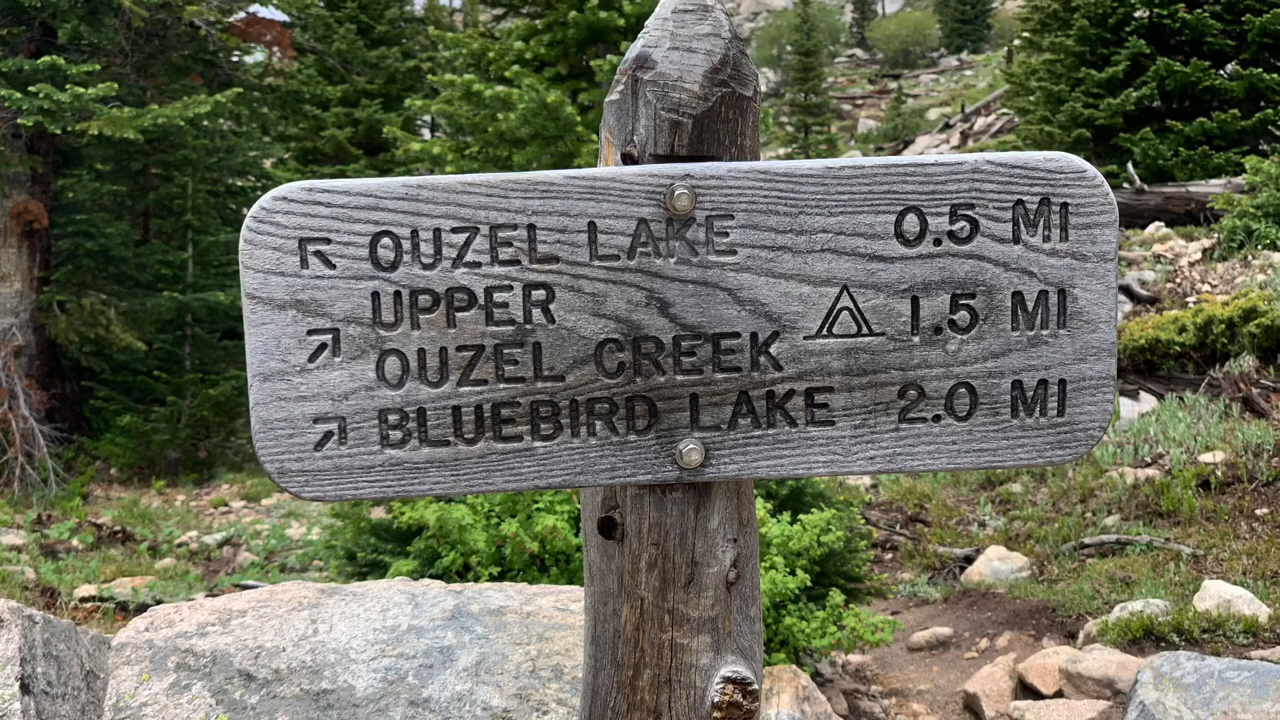 ↖ OUZEL LAKE 0.5 MI
UPPER
↗ OUZEL CREEK 1.5 MI
↗ BLUEBIRD LAKE 2.0 MI